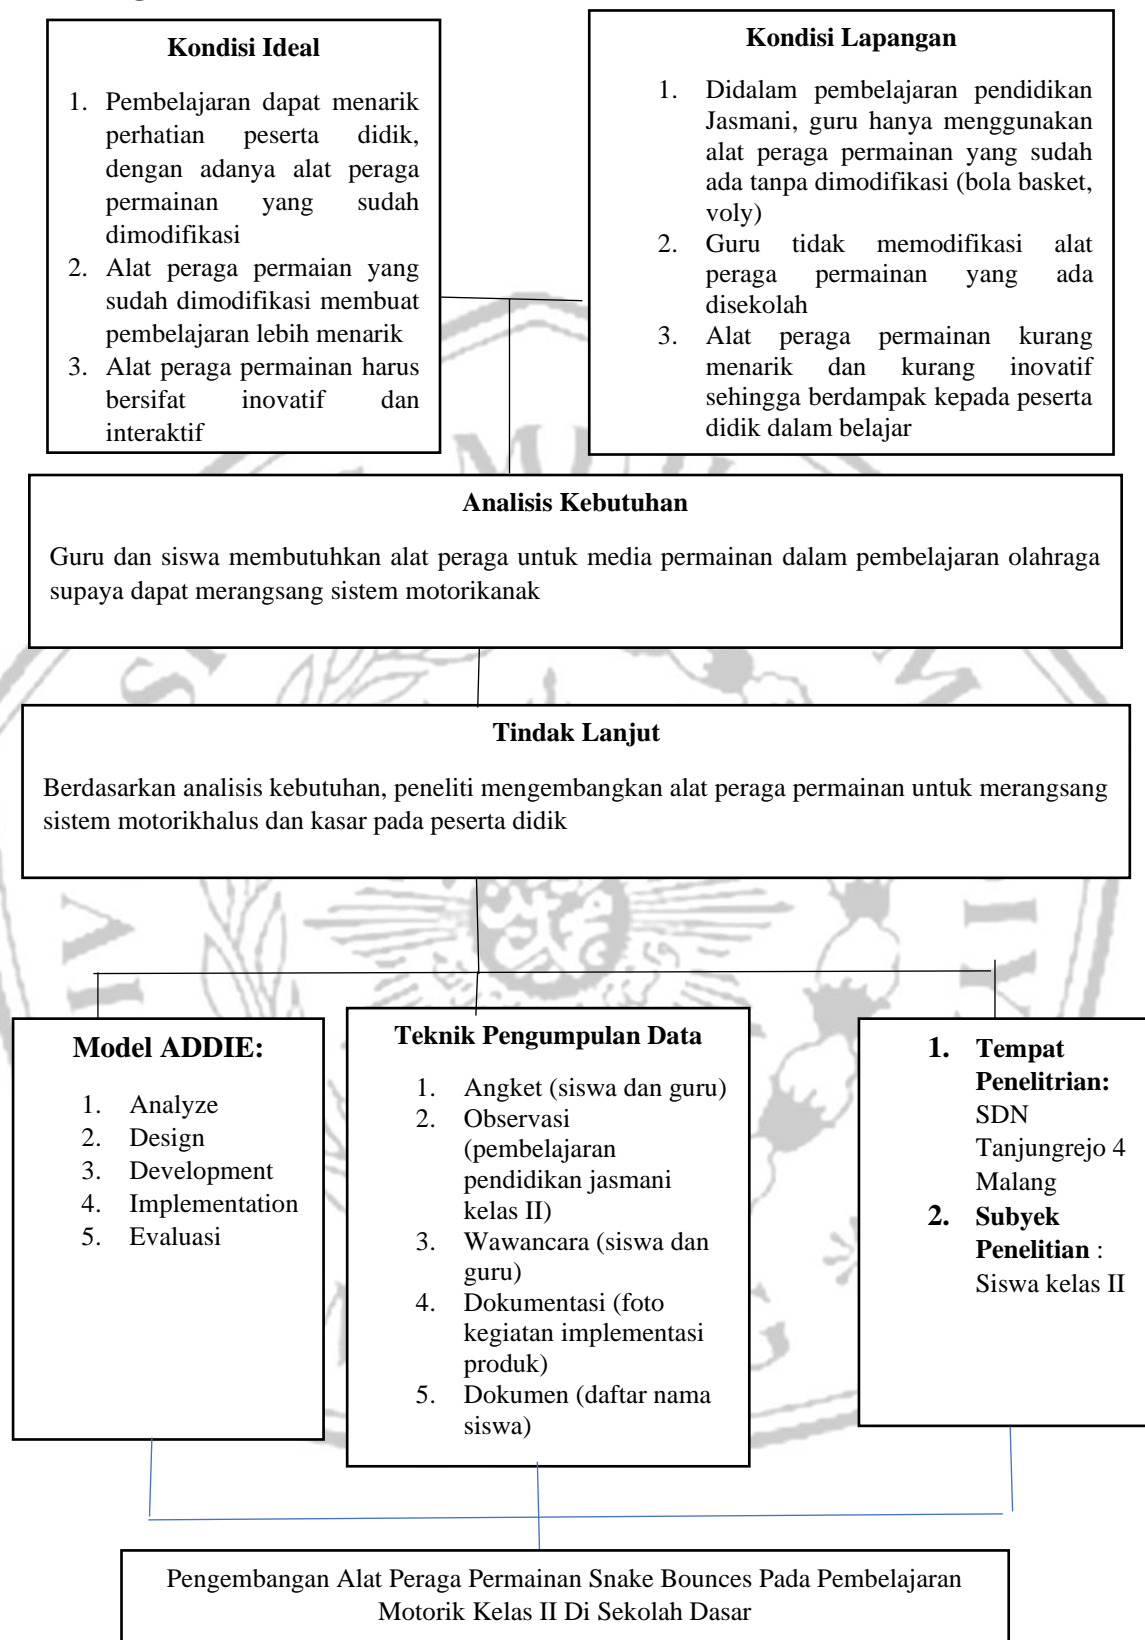 Kondisi Ideal
1. Pembelajaran dapat menarik
perhatian peserta didik,
dengan adanya alat peraga
permainan yang sudah
dimodifikasi
2. Alat peraga permaian yang
sudah dimodifikasi membuat
pembelajaran lebih menarik
3. Alat peraga permainan harus
bersifat inovatif dan
interaktif
Kondisi Lapangan
1. Didalam pembelajaran pendidikan
Jasmani, guru hanya menggunakan
alat peraga permainan yang sudah
ada tanpa dimodifikasi (bola basket,
voly)
2. Guru tidak memodifikasi alat
peraga permainan yang ada
disekolah
3. Alat peraga permainan kurang
menarik dan kurang inovatif
sehingga berdampak kepada peserta
didik dalam belajar
Analisis Kebutuhan
Guru dan siswa membutuhkan alat peraga untuk media permainan dalam pembelajaran olahraga
supaya dapat merangsang sistem motorikanak
Tindak Lanjut
Berdasarkan analisis kebutuhan, peneliti mengembangkan alat peraga permainan untuk merangsang
sistem motorikhalus dan kasar pada peserta didik
Model ADDIE:
1. Analyze
2. Design
3. Development
4. Implementation
5. Evaluasi
Teknik Pengumpulan Data
1. Angket (siswa dan guru)
2. Observasi
(pembelajaran
pendidikan jasmani
kelas II)
3. Wawancara (siswa dan
guru)
4. Dokumentasi (foto
kegiatan implementasi
produk)
5. Dokumen (daftar nama
siswa)
1. Tempat
Penelitrian:
SDN
Tanjungrejo 4
Malang
2. Subyek
Penelitian :
Siswa kelas II
Pengembangan Alat Peraga Permainan Snake Bounces Pada Pembelajaran
Motorik Kelas II Di Sekolah Dasar